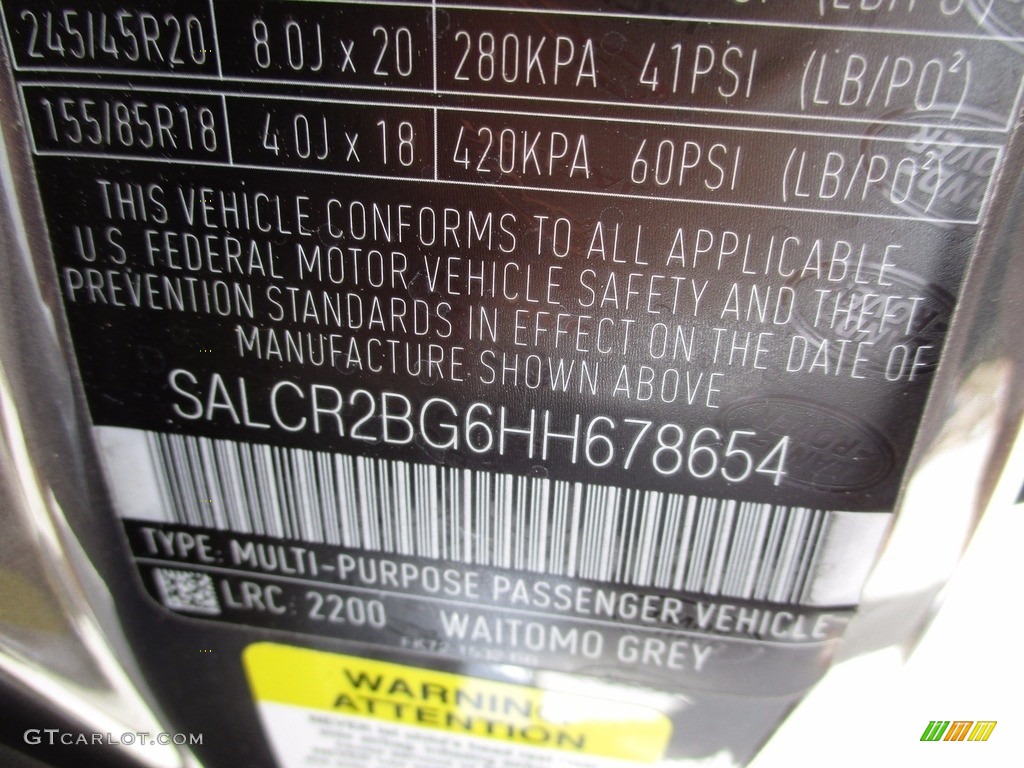 245/45R20 8.0J x 20 280KPA 41PSI (LB/PO²)
155/85R18 4.0J x 18 420KPA 60PSI (LB/PO²)
THIS VEHICLE CONFORMS TO ALL APPLICABLE
U.S. FEDERAL MOTOR VEHICLE SAFETY AND THEFT
PREVENTION STANDARDS IN EFFECT ON THE DATE OF
MANUFACTURE SHOWN ABOVE
SALCR2BG6HH678654
TYPE: MULTI-PURPOSE PASSENGER VEHICLE
LRC: 2200 WAITOMO GREY
WARNING
ATTENTION
GTCARLOT.COM